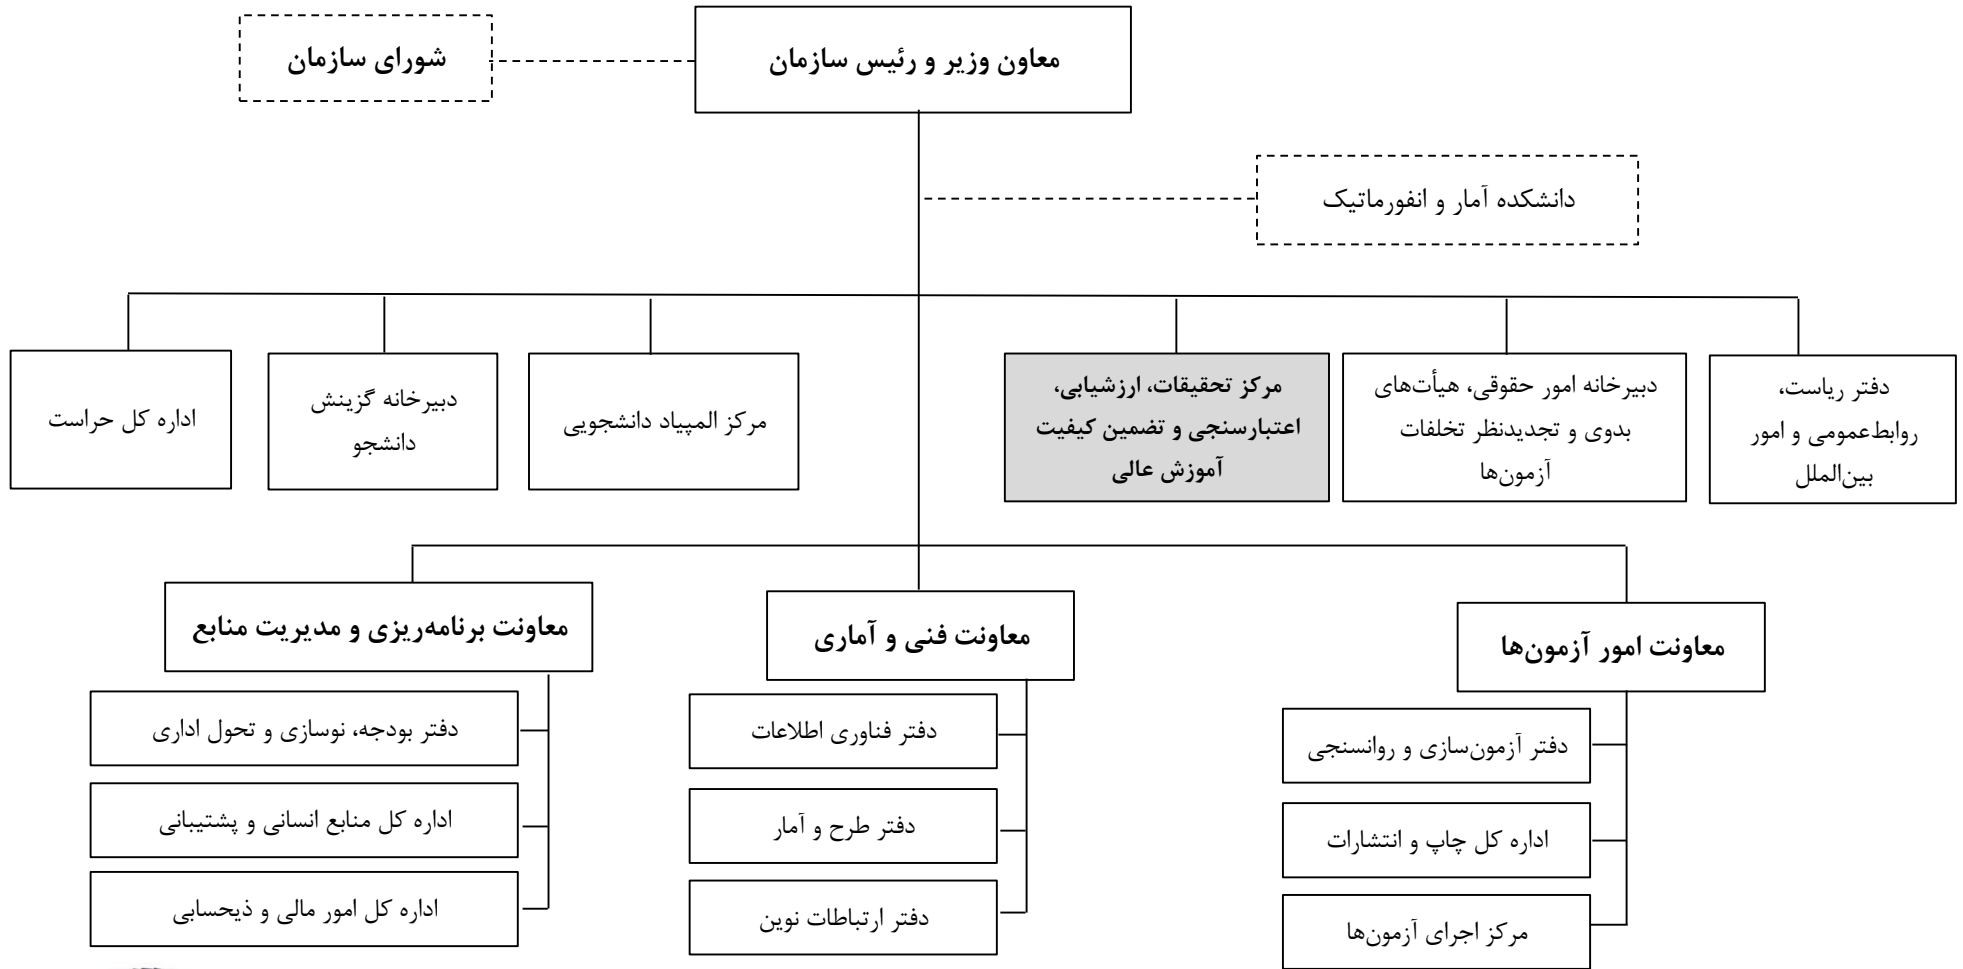 معاون وزیر و رئیس سازمان
شورای سازمان
دانشکده آمار و انفورماتیک
دفتر ریاست،
روابط‌عمومی و امور
بین‌الملل
دبیرخانه امور حقوقی، هیأت‌های
بدوی و تجدیدنظر تخلفات
آزمون‌ها
مرکز تحقیقات، ارزشیابی،
اعتبارسنجی و تضمین کیفیت
آموزش عالی
مرکز المپیاد دانشجویی
دبیرخانه گزینش
دانشجو
اداره کل حراست
معاونت امور آزمون‌ها
دفتر آزمون‌سازی و روانسنجی
اداره کل چاپ و انتشارات
مرکز اجرای آزمون‌ها
معاونت فنی و آماری
دفتر فناوری اطلاعات
دفتر طرح و آمار
دفتر ارتباطات نوین
معاونت برنامه‌ریزی و مدیریت منابع
دفتر بودجه، نوسازی و تحول اداری
اداره کل منابع انسانی و پشتیبانی
اداره کل امور مالی و ذیحسابی